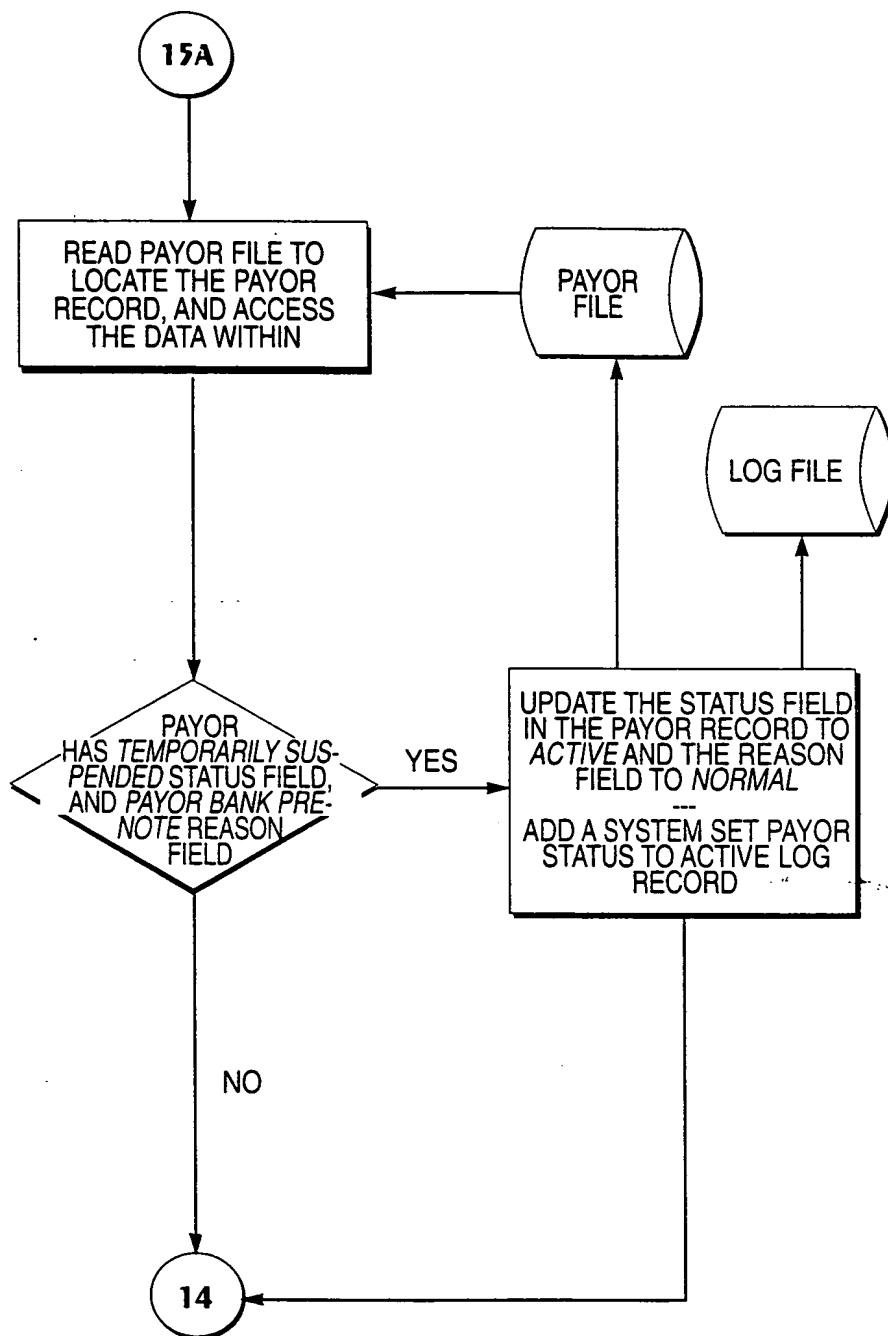 15A
READ PAYOR FILE TO
LOCATE THE PAYOR
RECORD, AND ACCESS
THE DATA WITHIN
PAYOR
FILE
LOG FILE
PAYOR
HAS TEMPORARILY SUS-
PENDED STATUS FIELD,
AND PAYOR BANK PRE-
NOTE REASON
FIELD
YES
UPDATE THE STATUS FIELD
IN THE PAYOR RECORD TO
ACTIVE AND THE REASON
FIELD TO NORMAL
---
ADD A SYSTEM SET PAYOR
STATUS TO ACTIVE LOG
RECORD
NO
14